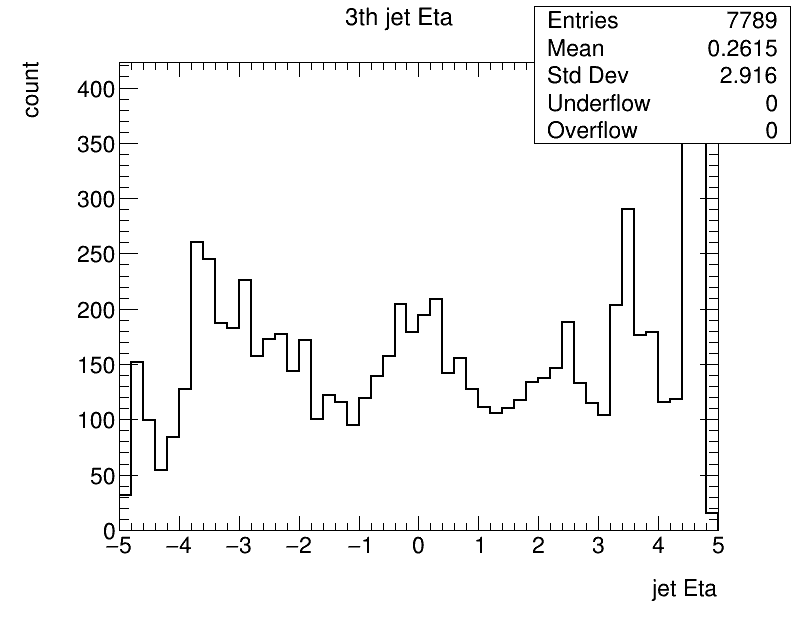 3th jet Eta
Entries 7789
Mean 0.2615
Std Dev 2.916
Underflow 0
Overflow 0
count
400
350
300
250
200
150
100
50
0
−5 −4 −3 −2 −1 0 1 2 3 4 5
jet Eta